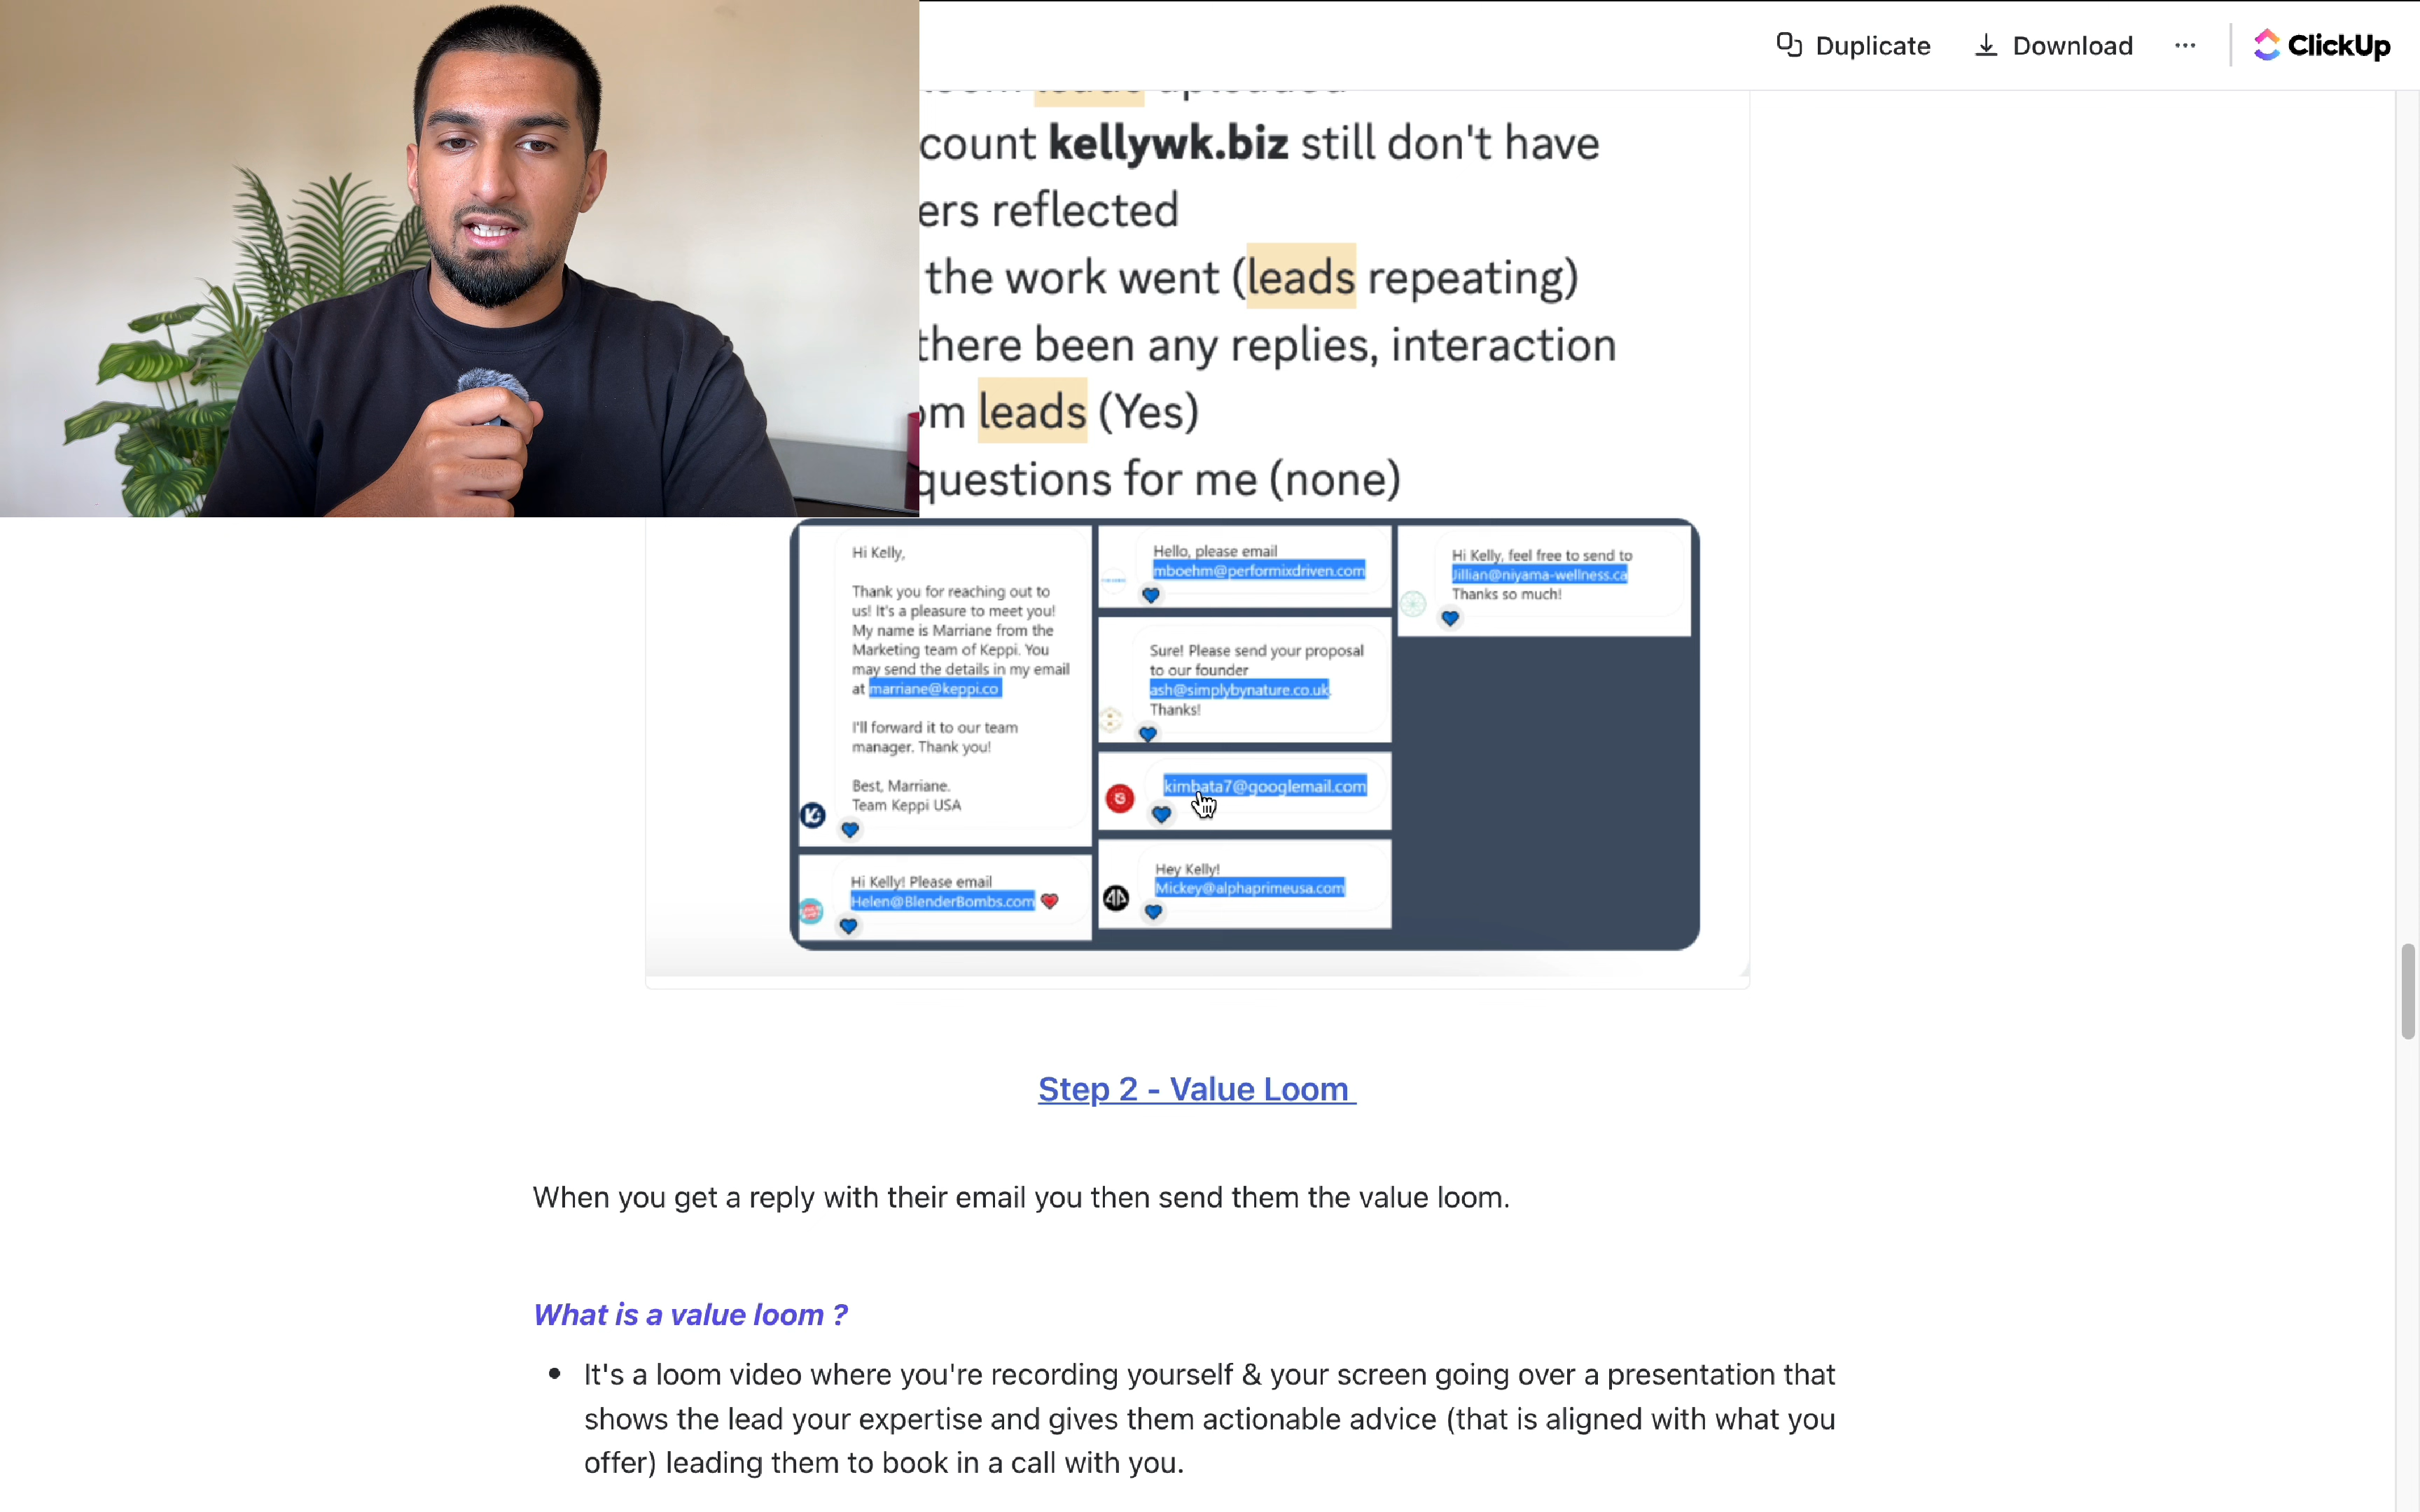 Duplicate
Download
ClickUp
leads uploaded
count kellywk.biz still don't have
ers reflected
the work went (leads repeating)
there been any replies, interaction
om leads (Yes)
questions for me (none)
Hi Kelly,
Thank you for reaching out to
us! It's a pleasure to meet you!
My name is Marriane from the
Marketing team of Keppi. You
may send the details in my email
at marriane@keppi.co
I'll forward it to our team
manager. Thank you!
Best, Marriane.
Team Keppi USA
Hi Kelly! Please email
Helen@BlenderBombs.com
Hello, please email
mboehm@performixdriven.com
Sure! Please send your proposal
to our founder
ash@simplybynature.co.uk.
Thanks!
kimbata7@googlemail.com
Hey Kelly!
Mickey@alphaprimeusa.com
Hi Kelly, feel free to send to
Jillian@niyama-wellness.ca
Thanks so much!
Step 2 - Value Loom
When you get a reply with their email you then send them the value loom.
What is a value loom ?
• It's a loom video where you're recording yourself & your screen going over a presentation that
shows the lead your expertise and gives them actionable advice (that is aligned with what you
offer) leading them to book in a call with you.